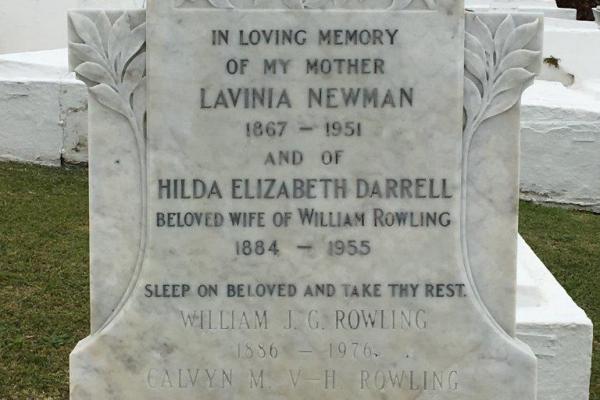 IN LOVING MEMORY
OF MY MOTHER
LAVINIA NEWMAN
1867 — 1951
AND OF
HILDA ELIZABETH DARRELL
BELOVED WIFE OF WILLIAM ROWLING
1884 — 1955
SLEEP ON BELOVED AND TAKE THY REST.
WILLIAM J. G. ROWLING
1886 — 1976.
CALVYN M. V–H. ROWLING